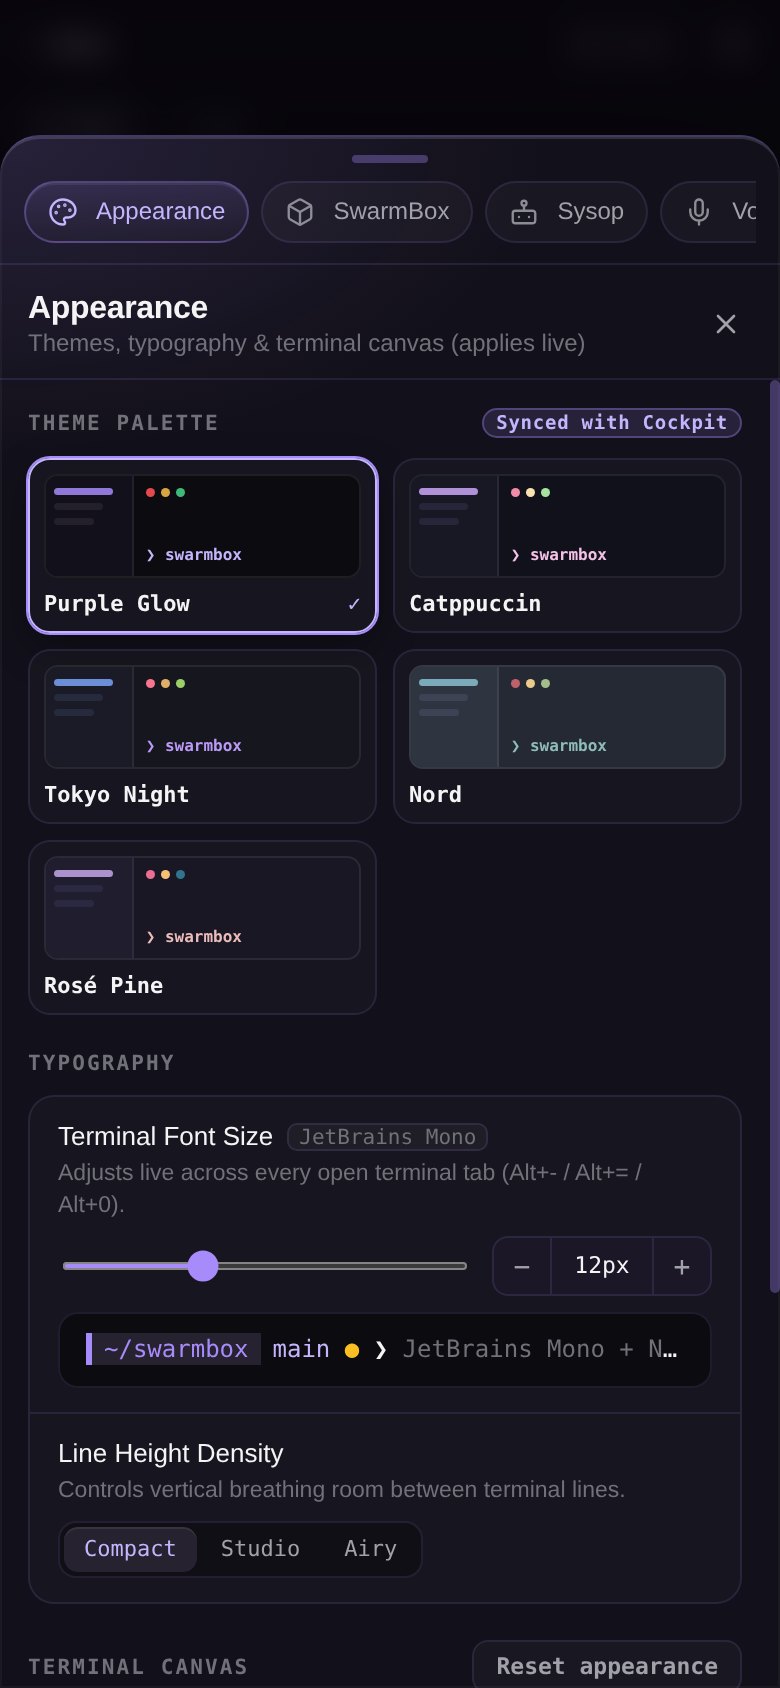 Appearance SwarmBox Sysop Vo
Appearance
Themes, typography & terminal canvas (applies live)
THEME PALETTE Synced with Cockpit
❯ swarmbox
Purple Glow ✓
❯ swarmbox
Catppuccin
❯ swarmbox
Tokyo Night
❯ swarmbox
Nord
❯ swarmbox
Rosé Pine
TYPOGRAPHY
Terminal Font Size JetBrains Mono
Adjusts live across every open terminal tab (Alt+- / Alt+= /
Alt+0).
− 12px +
~/swarmbox main ● ❯ JetBrains Mono + N…
Line Height Density
Controls vertical breathing room between terminal lines.
Compact Studio Airy
TERMINAL CANVAS Reset appearance